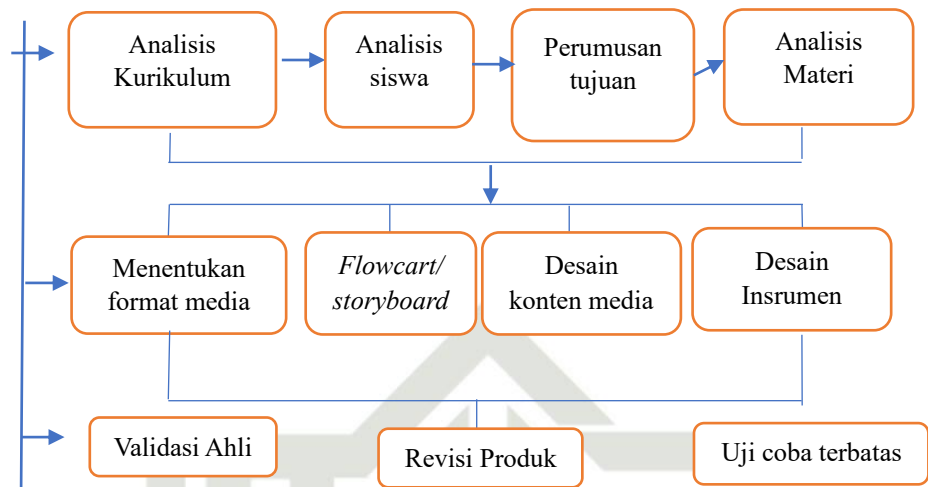 Analisis
Kurikulum
Analisis
siswa
Perumusan
tujuan
Analisis
Materi
Menentukan
format media
Flowcart/
storyboard
Desain
konten media
Desain
Insrumen
Validasi Ahli
Revisi Produk
Uji coba terbatas